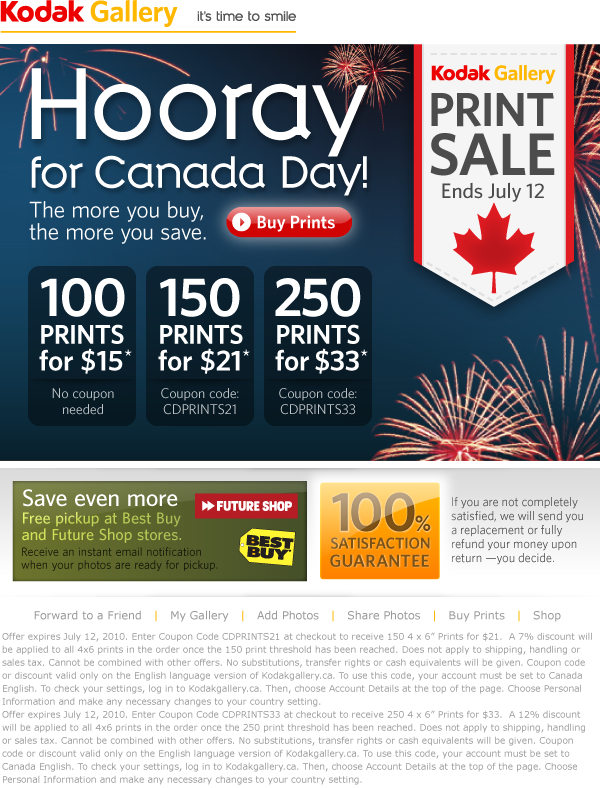 Kodak Gallery it's time to smile
Hooray
for Canada Day!
The more you buy,
the more you save.
Buy Prints
Kodak Gallery
PRINT
SALE
Ends July 12
100
PRINTS
for $15*
No coupon
needed
150
PRINTS
for $21*
Coupon code:
CDPRINTS21
250
PRINTS
for $33*
Coupon code:
CDPRINTS33
Save even more
Free pickup at Best Buy
and Future Shop stores.
Receive an instant email notification
when your photos are ready for pickup.
FUTURE SHOP
BEST
BUY
100%
SATISFACTION
GUARANTEE
If you are not completely
satisfied, we will send you
a replacement or fully
refund your money upon
return —you decide.
Forward to a Friend | My Gallery | Add Photos | Share Photos | Buy Prints | Shop
Offer expires July 12, 2010. Enter Coupon Code CDPRINTS21 at checkout to receive 150 4 x 6” Prints for $21. A 7% discount will
be applied to all 4x6 prints in the order once the 150 print threshold has been reached. Does not apply to shipping, handling or
sales tax. Cannot be combined with other offers. No substitutions, transfer rights or cash equivalents will be given. Coupon code
or discount valid only on the English language version of Kodakgallery.ca. To use this code, your account must be set to Canada
English. To check your settings, log in to Kodakgallery.ca. Then, choose Account Details at the top of the page. Choose Personal
Information and make any necessary changes to your country setting.
Offer expires July 12, 2010. Enter Coupon Code CDPRINTS33 at checkout to receive 250 4 x 6” Prints for $33. A 12% discount
will be applied to all 4x6 prints in the order once the 250 print threshold has been reached. Does not apply to shipping, handling
or sales tax. Cannot be combined with other offers. No substitutions, transfer rights or cash equivalents will be given. Coupon
code or discount valid only on the English language version of Kodakgallery.ca. To use this code, your account must be set to
Canada English. To check your settings, log in to Kodakgallery.ca. Then, choose Account Details at the top of the page. Choose
Personal Information and make any necessary changes to your country setting.